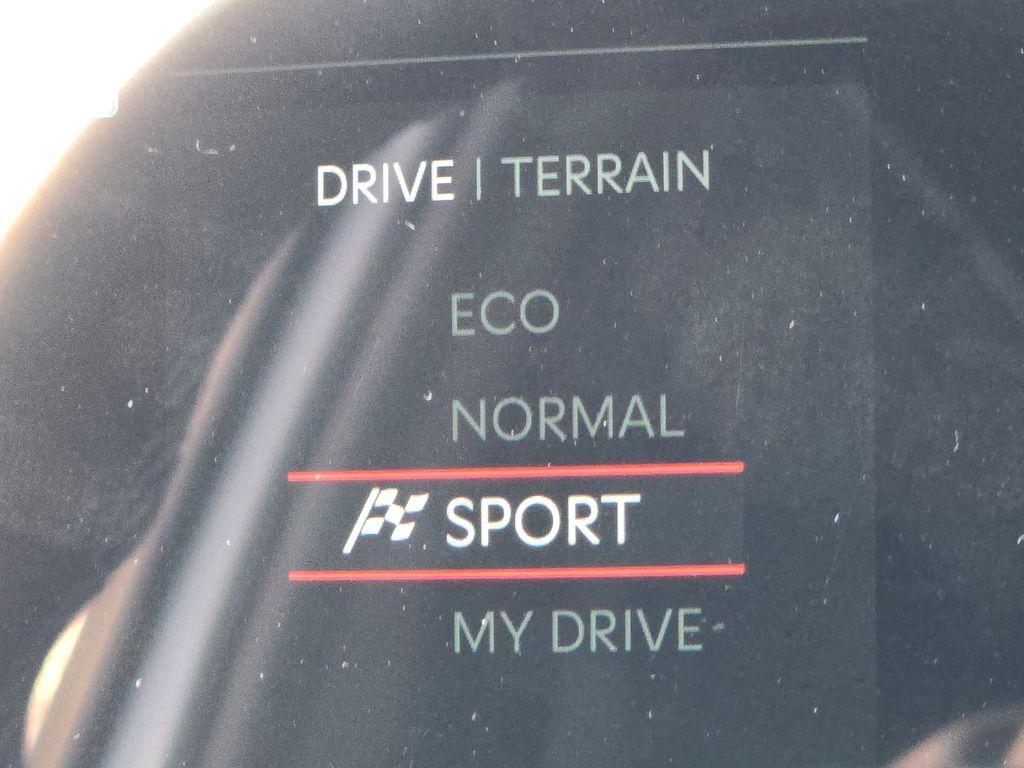 DRIVE | TERRAIN
ECO
NORMAL
SPORT
MY DRIVE